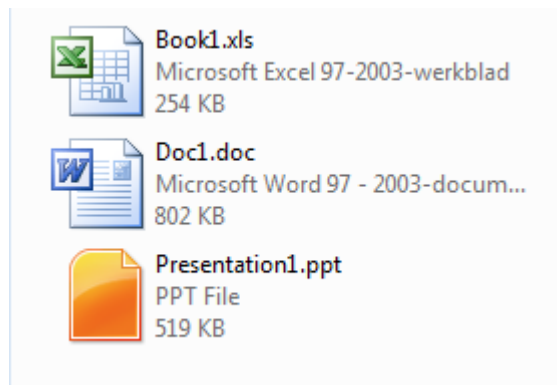 Book1.xls
Microsoft Excel 97-2003-werkblad
254 KB
Doc1.doc
Microsoft Word 97 - 2003-docum...
802 KB
Presentation1.ppt
PPT File
519 KB